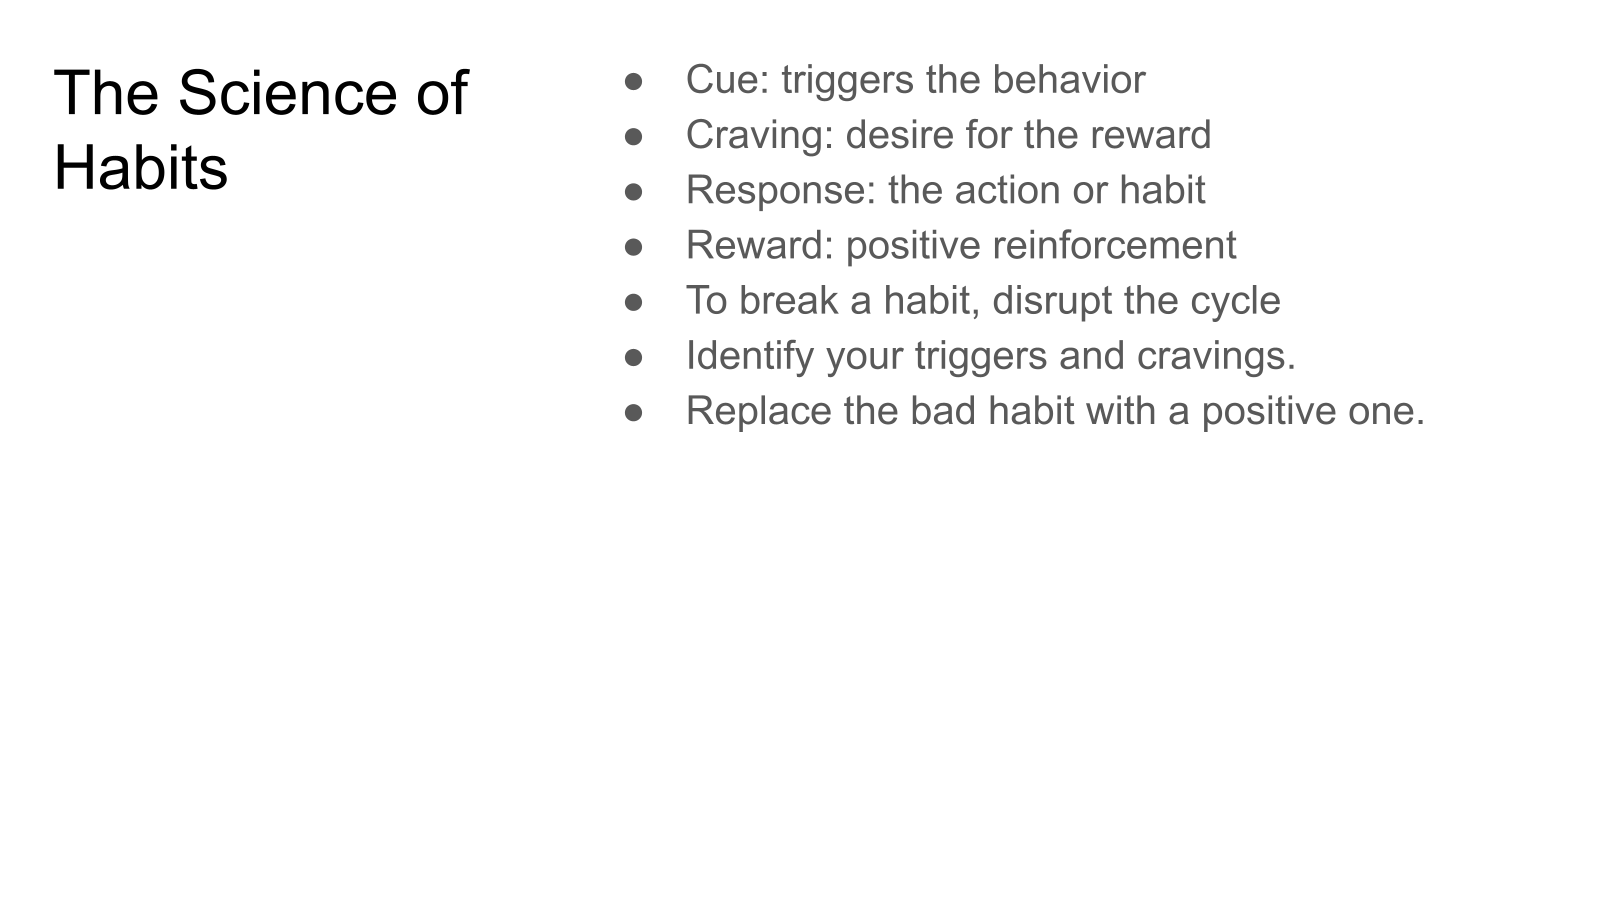 The Science of
Habits
● Cue: triggers the behavior
● Craving: desire for the reward
● Response: the action or habit
● Reward: positive reinforcement
● To break a habit, disrupt the cycle
● Identify your triggers and cravings.
● Replace the bad habit with a positive one.